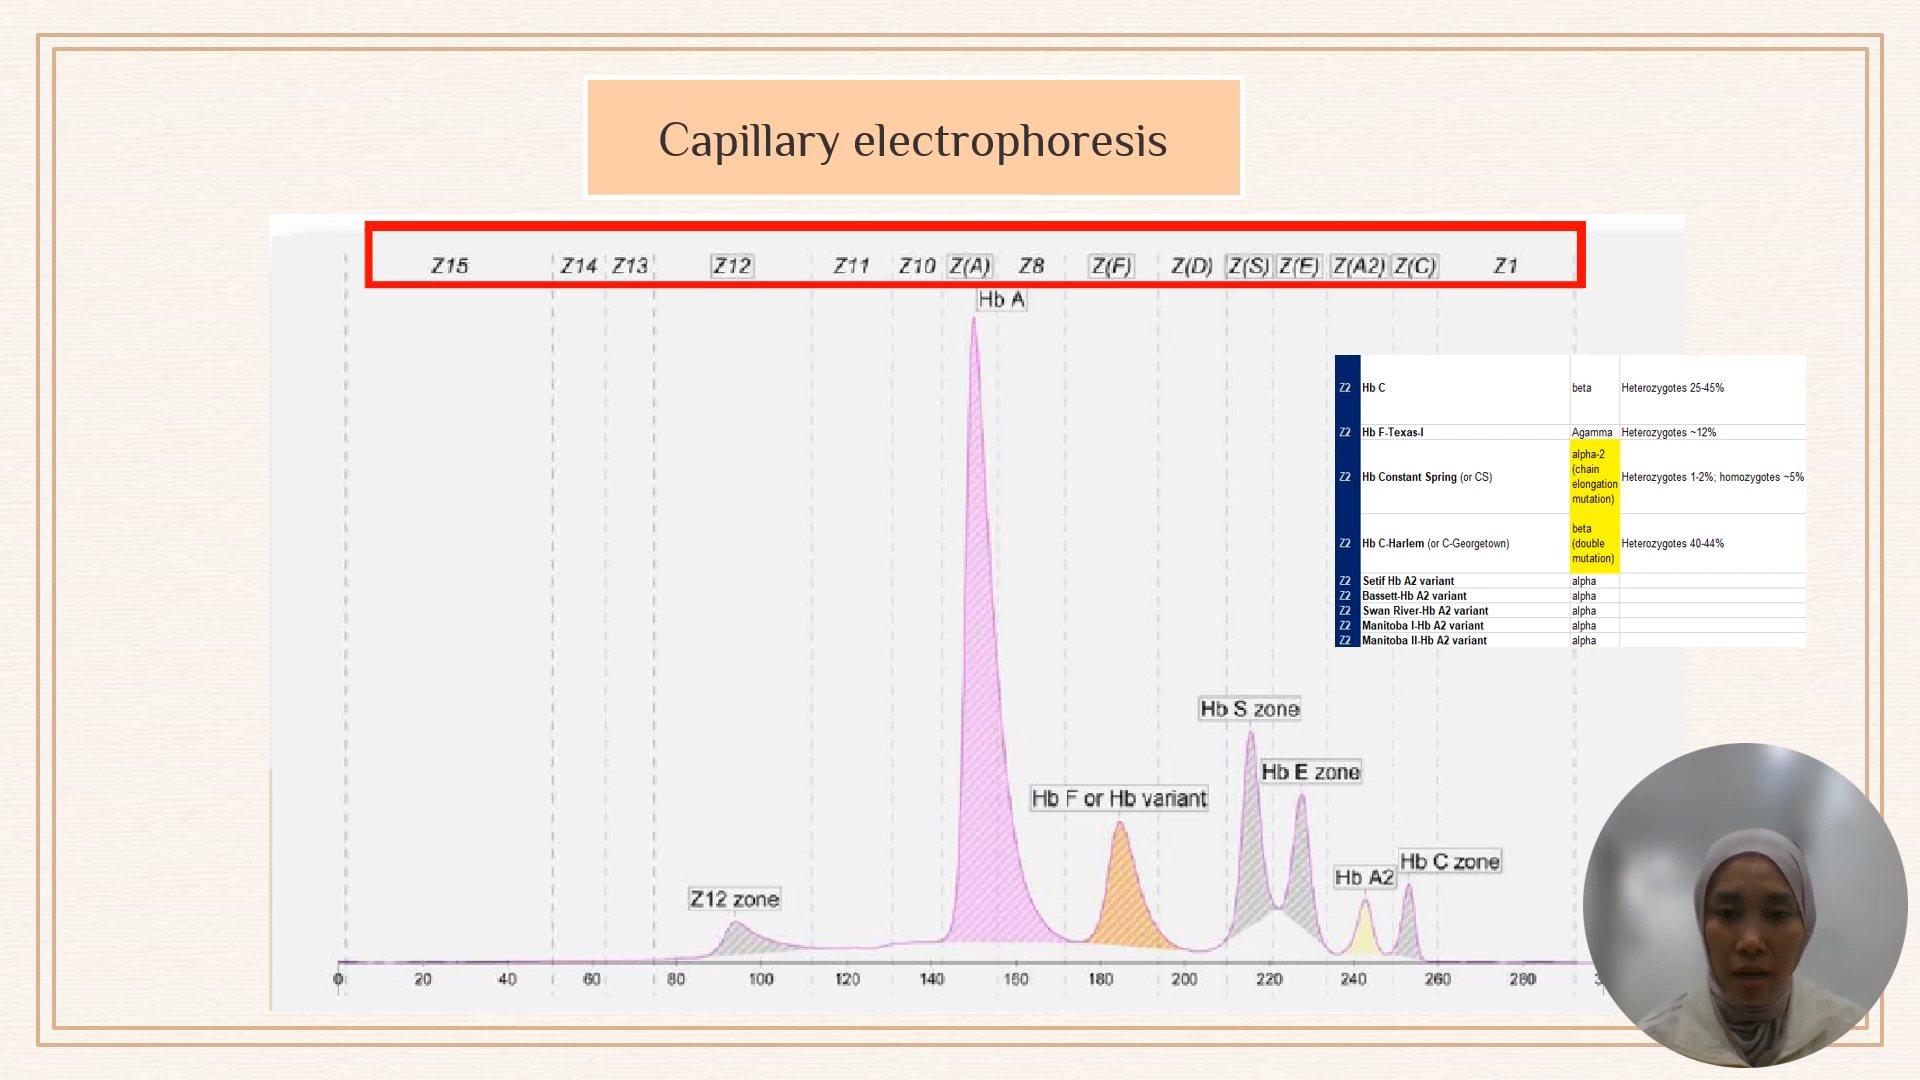 Capillary electrophoresis
Z15 Z14 Z13 Z12 Z11 Z10 Z(A) Z8 Z(F) Z(D) Z(S) Z(E) Z(A2) Z(C) Z1
Hb A
Z2 Hb C beta Heterozygotes 25-45%
Z2 Hb F-Texas-I Agamma Heterozygotes ~12%
Z2 Hb Constant Spring (or CS) alpha-2 (chain elongation mutation) Heterozygotes 1-2%; homozygotes ~5%
Z2 Hb C-Harlem (or C-Georgetown) beta (double mutation) Heterozygotes 40-44%
Z2 Setif Hb A2 variant alpha
Z2 Bassett-Hb A2 variant alpha
Z2 Swan River-Hb A2 variant alpha
Z2 Manitoba I-Hb A2 variant alpha
Z2 Manitoba II-Hb A2 variant alpha
Hb S zone
Hb E zone
Hb F or Hb variant
Hb C zone
Hb A2
Z12 zone
0 20 40 60 80 100 120 140 160 180 200 220 240 260 280